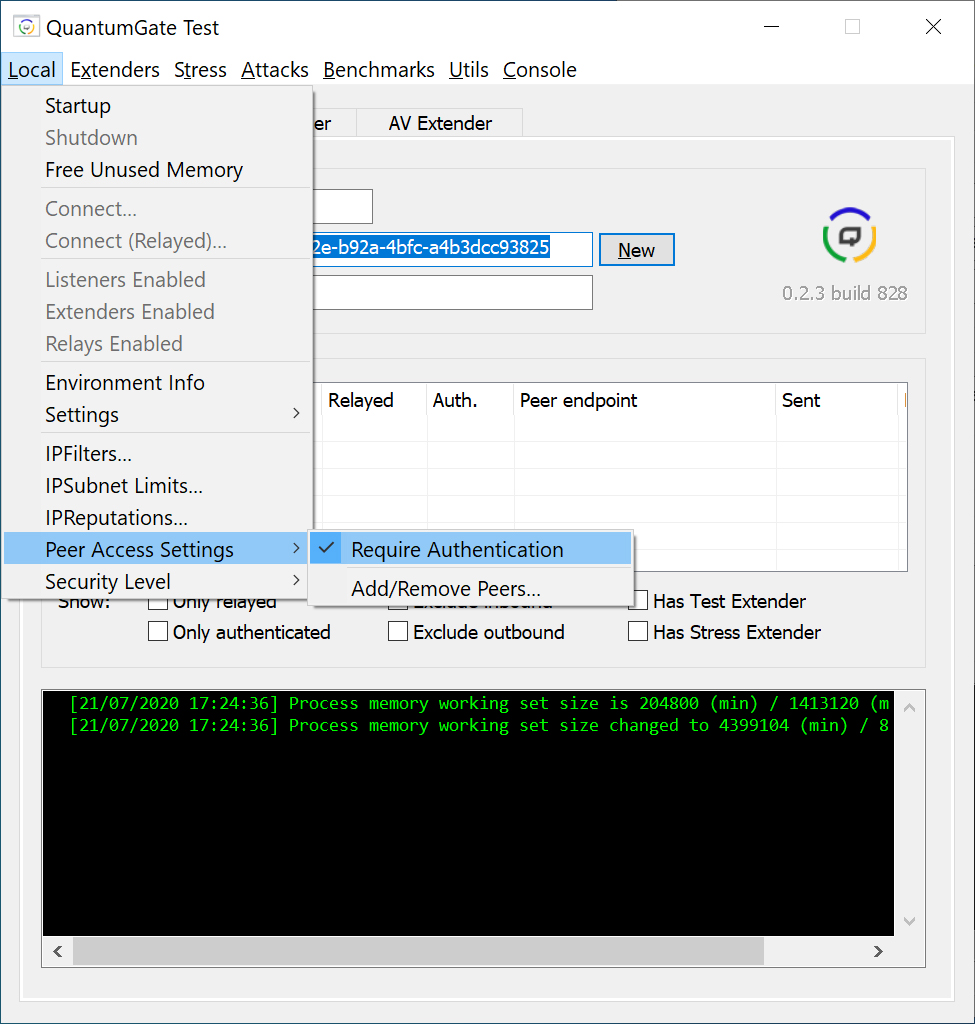 QuantumGate Test
Local Extenders Stress Attacks Benchmarks Utils Console
Startup
Shutdown
Free Unused Memory
Connect...
Connect (Relayed)...
Listeners Enabled
Extenders Enabled
Relays Enabled
Environment Info
Settings
IPFilters...
IPSubnet Limits...
IPReputations...
Peer Access Settings
Security Level
Require Authentication
Add/Remove Peers...
AV Extender
2e-b92a-4bfc-a4b3dcc93825
New
0.2.3 build 828
Relayed Auth. Peer endpoint Sent
Show: Only relayed Exclude inbound Has Test Extender
Only authenticated Exclude outbound Has Stress Extender
[21/07/2020 17:24:36] Process memory working set size is 204800 (min) / 1413120 (m
[21/07/2020 17:24:36] Process memory working set size changed to 4399104 (min) / 8